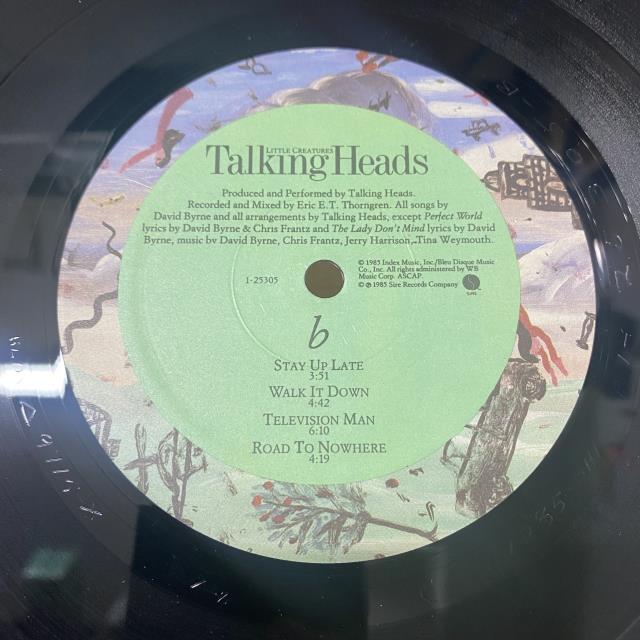 LITTLE CREATURES
Talking Heads
Produced and Performed by Talking Heads.
Recorded and Mixed by Eric E.T. Thorngren. All songs by
David Byrne and all arrangements by Talking Heads, except Perfect World
lyrics by David Byrne & Chris Frantz and The Lady Don't Mind lyrics by David
Byrne, music by David Byrne, Chris Frantz, Jerry Harrison, Tina Weymouth.
1-25305
© 1985 Index Music, Inc./Bleu Disque Music
Co., Inc. All rights administered by WB
Music Corp. ASCAP.
© ℗ 1985 Sire Records Company
b
STAY UP LATE
3:51
WALK IT DOWN
4:42
TELEVISION MAN
6:10
ROAD TO NOWHERE
4:19